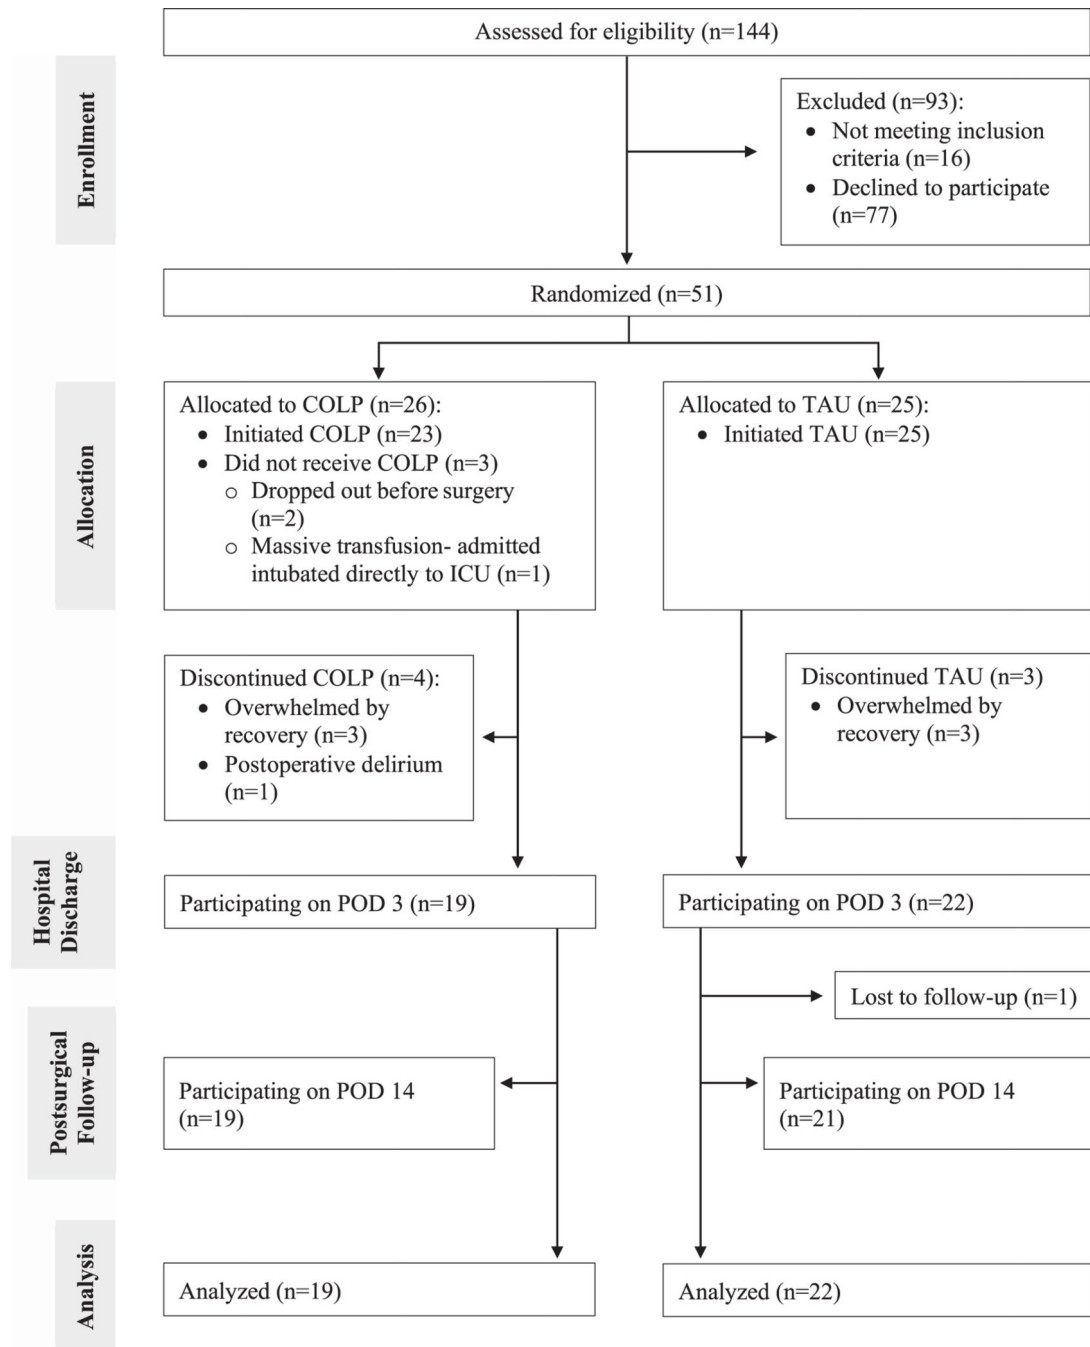 Assessed for eligibility (n=144)
Enrollment
Excluded (n=93):
• Not meeting inclusion
criteria (n=16)
• Declined to participate
(n=77)
Randomized (n=51)
Allocation
Allocated to COLP (n=26):
• Initiated COLP (n=23)
• Did not receive COLP (n=3)
o Dropped out before surgery
(n=2)
o Massive transfusion- admitted
intubated directly to ICU (n=1)
Allocated to TAU (n=25):
• Initiated TAU (n=25)
Discontinued COLP (n=4):
• Overwhelmed by
recovery (n=3)
• Postoperative delirium
(n=1)
Discontinued TAU (n=3)
• Overwhelmed by
recovery (n=3)
Hospital
Discharge
Participating on POD 3 (n=19)
Participating on POD 3 (n=22)
Lost to follow-up (n=1)
Postsurgical
Follow-up
Participating on POD 14
(n=19)
Participating on POD 14
(n=21)
Analysis
Analyzed (n=19)
Analyzed (n=22)